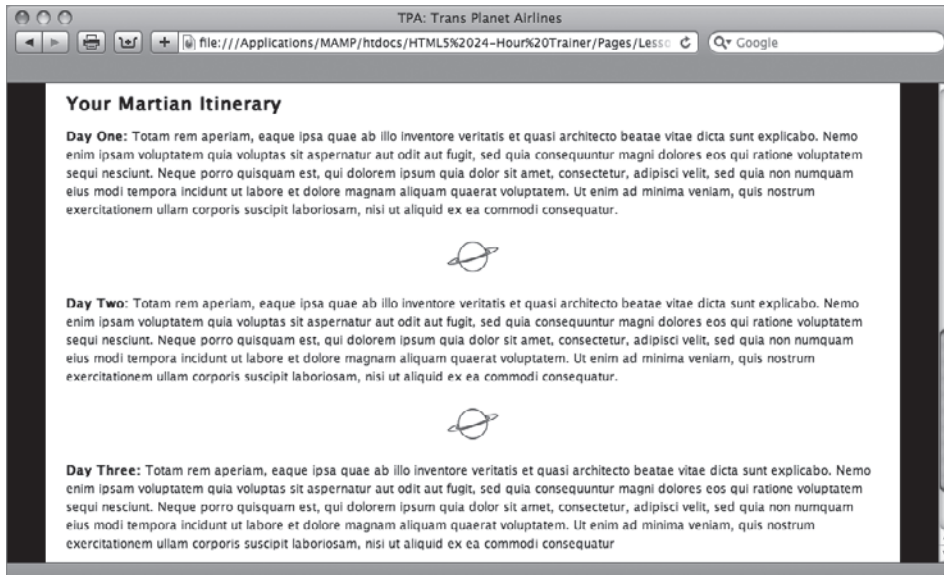 TPA: Trans Planet Airlines
file:///Applications/MAMP/htdocs/HTML5%2024-Hour%20Trainer/Pages/Lesso
Google
Your Martian Itinerary
Day One: Totam rem aperiam, eaque ipsa quae ab illo inventore veritatis et quasi architecto beatae vitae dicta sunt explicabo. Nemo
enim ipsam voluptatem quia voluptas sit aspernatur aut odit aut fugit, sed quia consequuntur magni dolores eos qui ratione voluptatem
sequi nesciunt. Neque porro quisquam est, qui dolorem ipsum quia dolor sit amet, consectetur, adipisci velit, sed quia non numquam
eius modi tempora incidunt ut labore et dolore magnam aliquam quaerat voluptatem. Ut enim ad minima veniam, quis nostrum
exercitationem ullam corporis suscipit laboriosam, nisi ut aliquid ex ea commodi consequatur.
Day Two: Totam rem aperiam, eaque ipsa quae ab illo inventore veritatis et quasi architecto beatae vitae dicta sunt explicabo. Nemo
enim ipsam voluptatem quia voluptas sit aspernatur aut odit aut fugit, sed quia consequuntur magni dolores eos qui ratione voluptatem
sequi nesciunt. Neque porro quisquam est, qui dolorem ipsum quia dolor sit amet, consectetur, adipisci velit, sed quia non numquam
eius modi tempora incidunt ut labore et dolore magnam aliquam quaerat voluptatem. Ut enim ad minima veniam, quis nostrum
exercitationem ullam corporis suscipit laboriosam, nisi ut aliquid ex ea commodi consequatur.
Day Three: Totam rem aperiam, eaque ipsa quae ab illo inventore veritatis et quasi architecto beatae vitae dicta sunt explicabo. Nemo
enim ipsam voluptatem quia voluptas sit aspernatur aut odit aut fugit, sed quia consequuntur magni dolores eos qui ratione voluptatem
sequi nesciunt. Neque porro quisquam est, qui dolorem ipsum quia dolor sit amet, consectetur, adipisci velit, sed quia non numquam
eius modi tempora incidunt ut labore et dolore magnam aliquam quaerat voluptatem. Ut enim ad minima veniam, quis nostrum
exercitationem ullam corporis suscipit laboriosam, nisi ut aliquid ex ea commodi consequatur